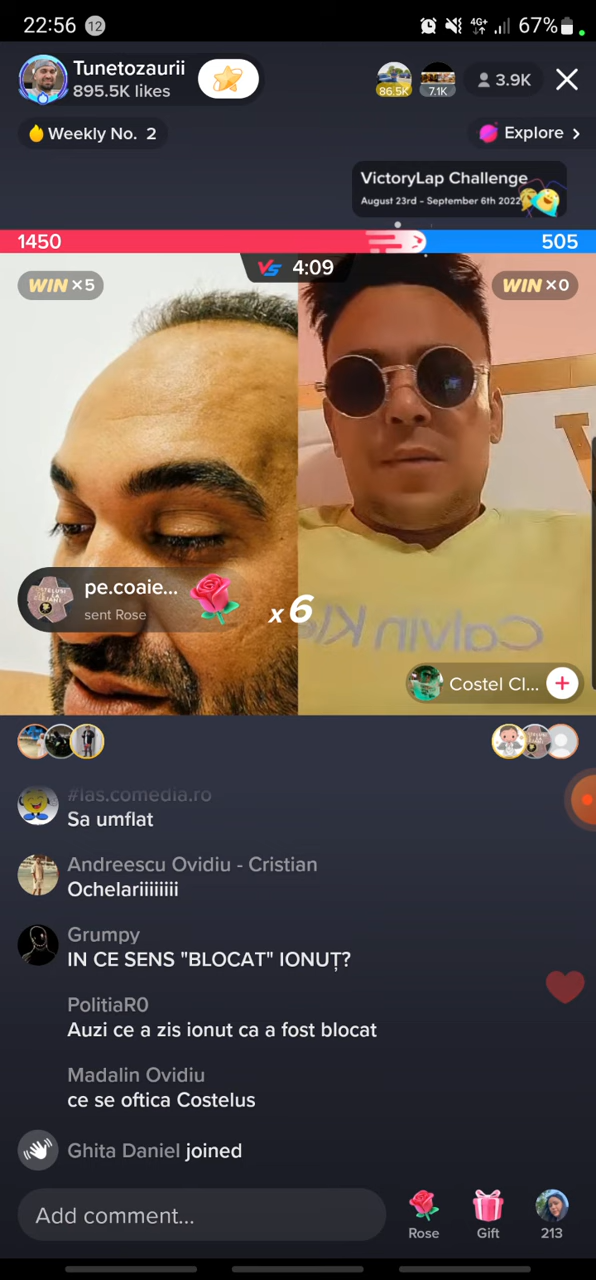 22:56
12
4G+
67%
Tunetozaurii
895.5K likes
86.5K
7.1K
3.9K
Weekly No. 2
Explore
VictoryLap Challenge
August 23rd - September 6th 2022
1450
505
VS 4:09
WIN ×5
WIN ×0
pe.coaie...
sent Rose
x 6
Calvin Kle
Costel Cl...
#Ias.comedia.ro
Sa umflat
Andreescu Ovidiu - Cristian
Ochelariiiiiiii
Grumpy
IN CE SENS "BLOCAT" IONUȚ?
PolitiaR0
Auzi ce a zis ionut ca a fost blocat
Madalin Ovidiu
ce se oftica Costelus
Ghita Daniel joined
Add comment...
Rose
Gift
213